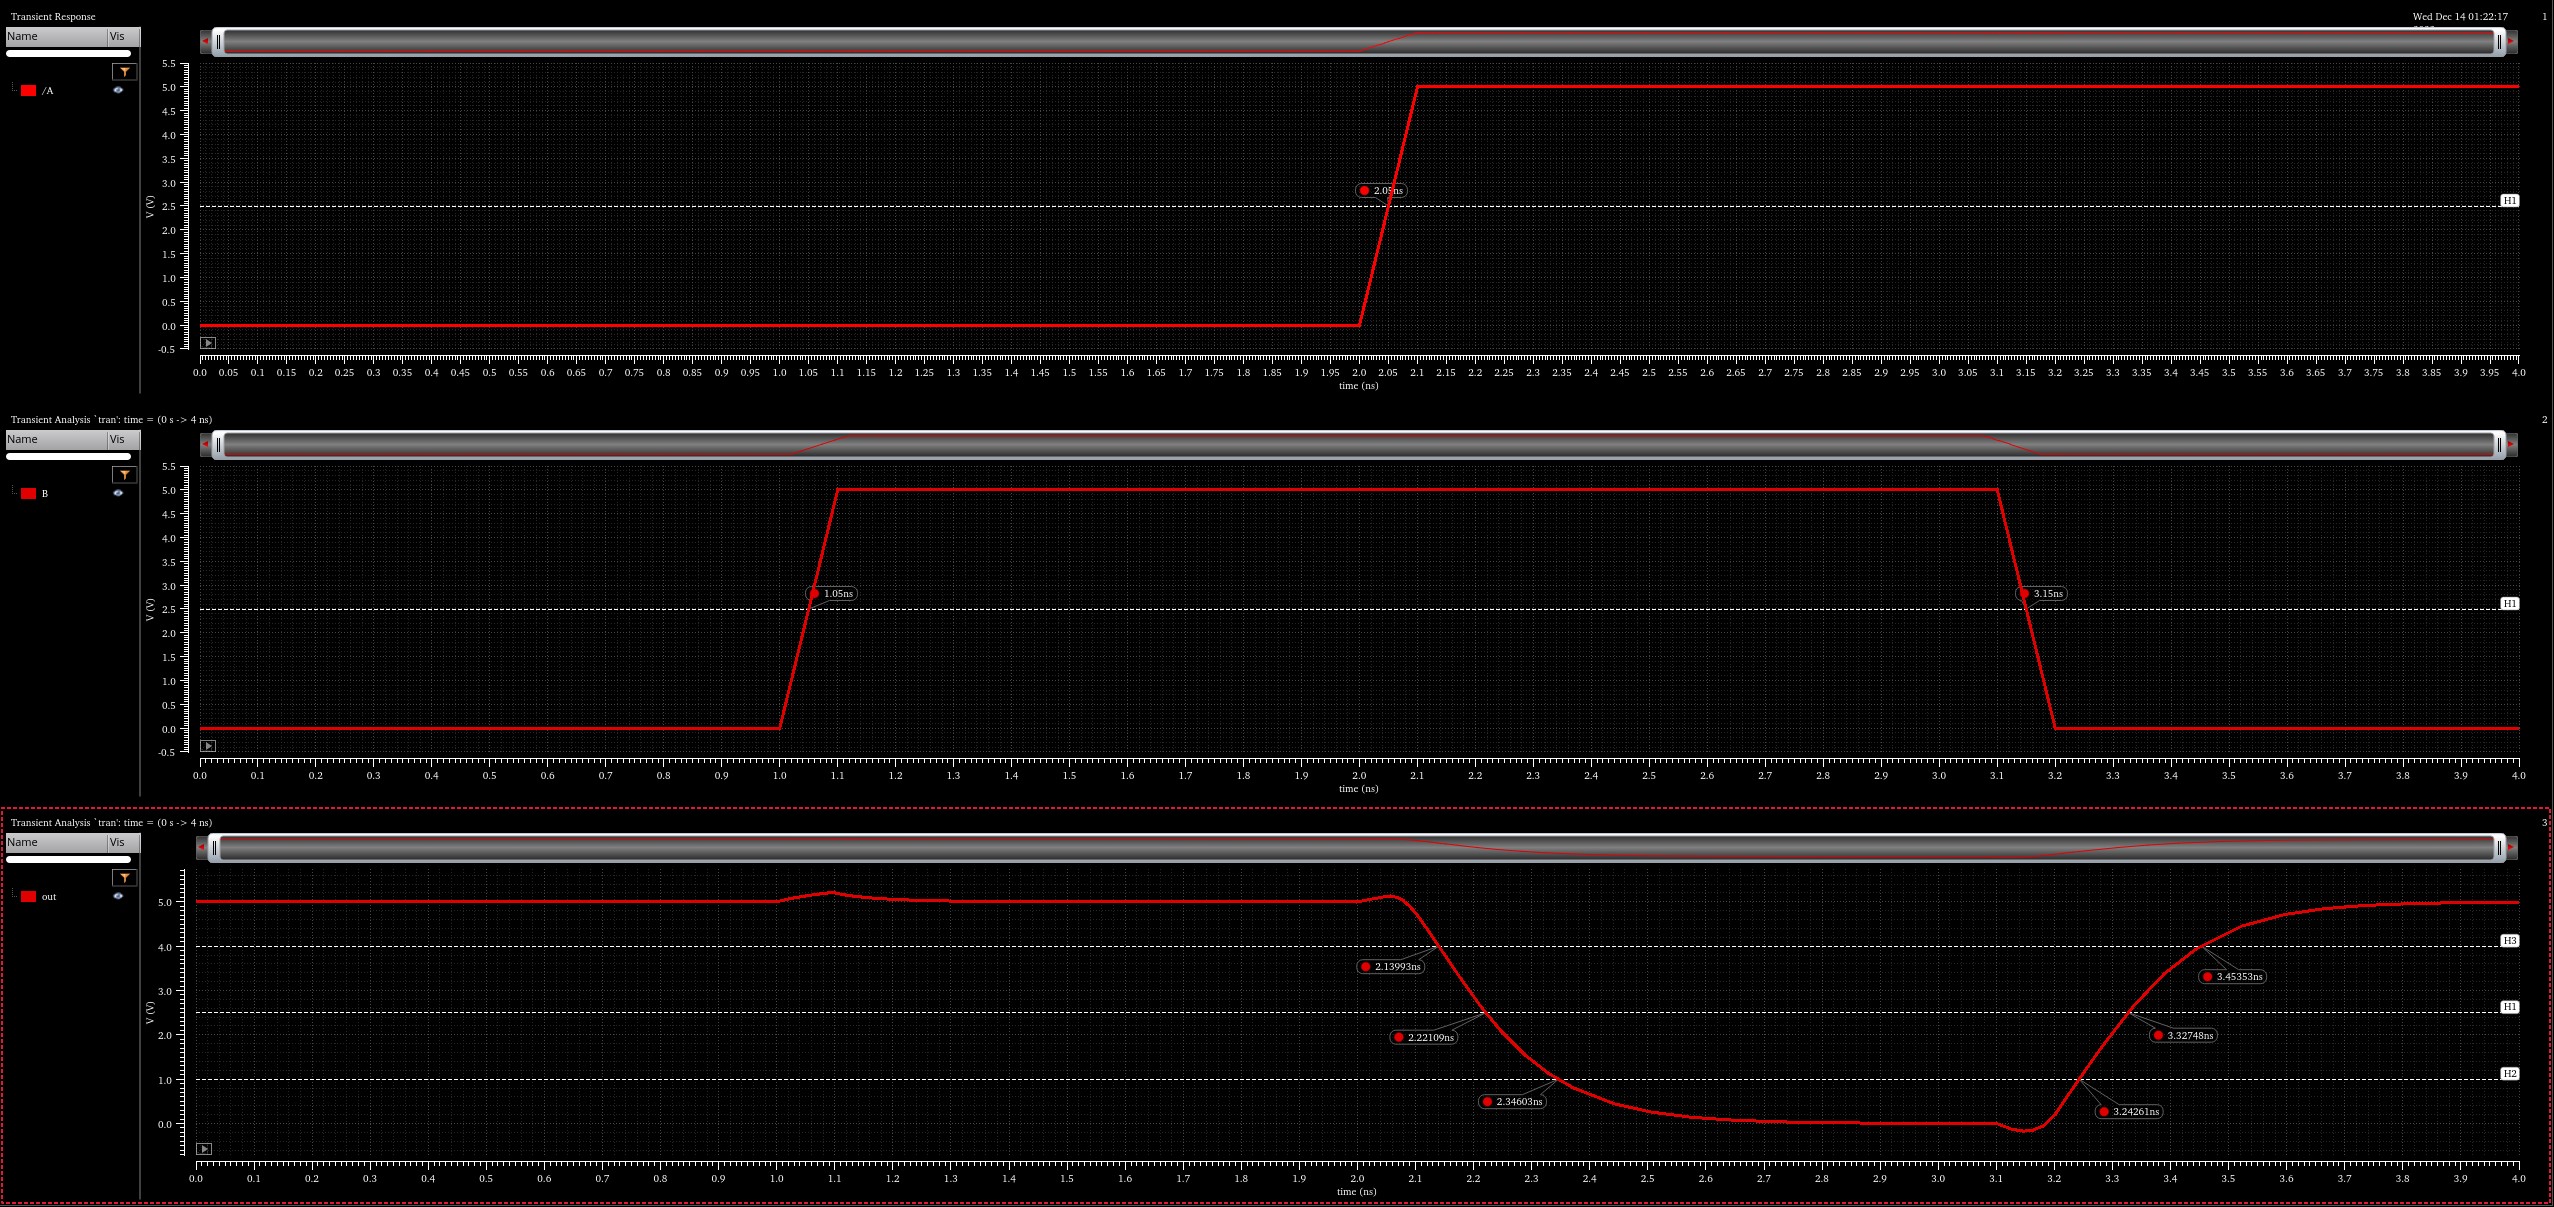 Transient Response
Wed Dec 14 01:22:17
1
Name Vis
/A
5.5
5.0
4.5
4.0
3.5
3.0
2.5
2.0
1.5
1.0
0.5
0.0
-0.5
V (V)
2.05ns
H1
0.0 0.05 0.1 0.15 0.2 0.25 0.3 0.35 0.4 0.45 0.5 0.55 0.6 0.65 0.7 0.75 0.8 0.85 0.9 0.95 1.0 1.05 1.1 1.15 1.2 1.25 1.3 1.35 1.4 1.45 1.5 1.55 1.6 1.65 1.7 1.75 1.8 1.85 1.9 1.95 2.0 2.05 2.1 2.15 2.2 2.25 2.3 2.35 2.4 2.45 2.5 2.55 2.6 2.65 2.7 2.75 2.8 2.85 2.9 2.95 3.0 3.05 3.1 3.15 3.2 3.25 3.3 3.35 3.4 3.45 3.5 3.55 3.6 3.65 3.7 3.75 3.8 3.85 3.9 3.95 4.0
time (ns)
Transient Analysis `tran': time = (0 s -> 4 ns)
2
Name Vis
B
5.5
5.0
4.5
4.0
3.5
3.0
2.5
2.0
1.5
1.0
0.5
0.0
-0.5
V (V)
1.05ns
3.15ns
H1
0.0 0.1 0.2 0.3 0.4 0.5 0.6 0.7 0.8 0.9 1.0 1.1 1.2 1.3 1.4 1.5 1.6 1.7 1.8 1.9 2.0 2.1 2.2 2.3 2.4 2.5 2.6 2.7 2.8 2.9 3.0 3.1 3.2 3.3 3.4 3.5 3.6 3.7 3.8 3.9 4.0
time (ns)
Transient Analysis `tran': time = (0 s -> 4 ns)
3
Name Vis
out
5.0
4.0
3.0
2.0
1.0
0.0
V (V)
H3
2.13993ns
3.45353ns
H1
2.22109ns
3.32748ns
H2
2.34603ns
3.24261ns
0.0 0.1 0.2 0.3 0.4 0.5 0.6 0.7 0.8 0.9 1.0 1.1 1.2 1.3 1.4 1.5 1.6 1.7 1.8 1.9 2.0 2.1 2.2 2.3 2.4 2.5 2.6 2.7 2.8 2.9 3.0 3.1 3.2 3.3 3.4 3.5 3.6 3.7 3.8 3.9 4.0
time (ns)